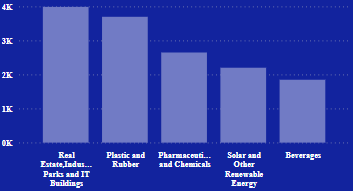 4K
3K
2K
1K
0K
Real
Estate,Indus...
Parks and IT
Buildings
Plastic and
Rubber
Pharmaceuti...
and Chemicals
Solar and
Other
Renewable
Energy
Beverages